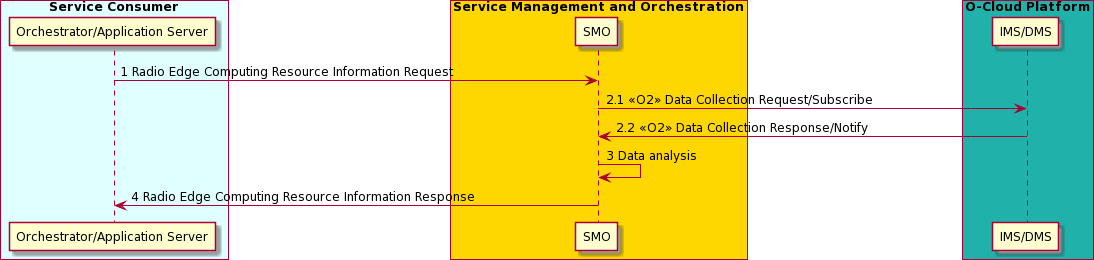 Service Consumer
Service Management and Orchestration
O-Cloud Platform
Orchestrator/Application Server
SMO
IMS/DMS
1 Radio Edge Computing Resource Information Request
2.1 «O2» Data Collection Request/Subscribe
2.2 «O2» Data Collection Response/Notify
3 Data analysis
4 Radio Edge Computing Resource Information Response
Orchestrator/Application Server
SMO
IMS/DMS